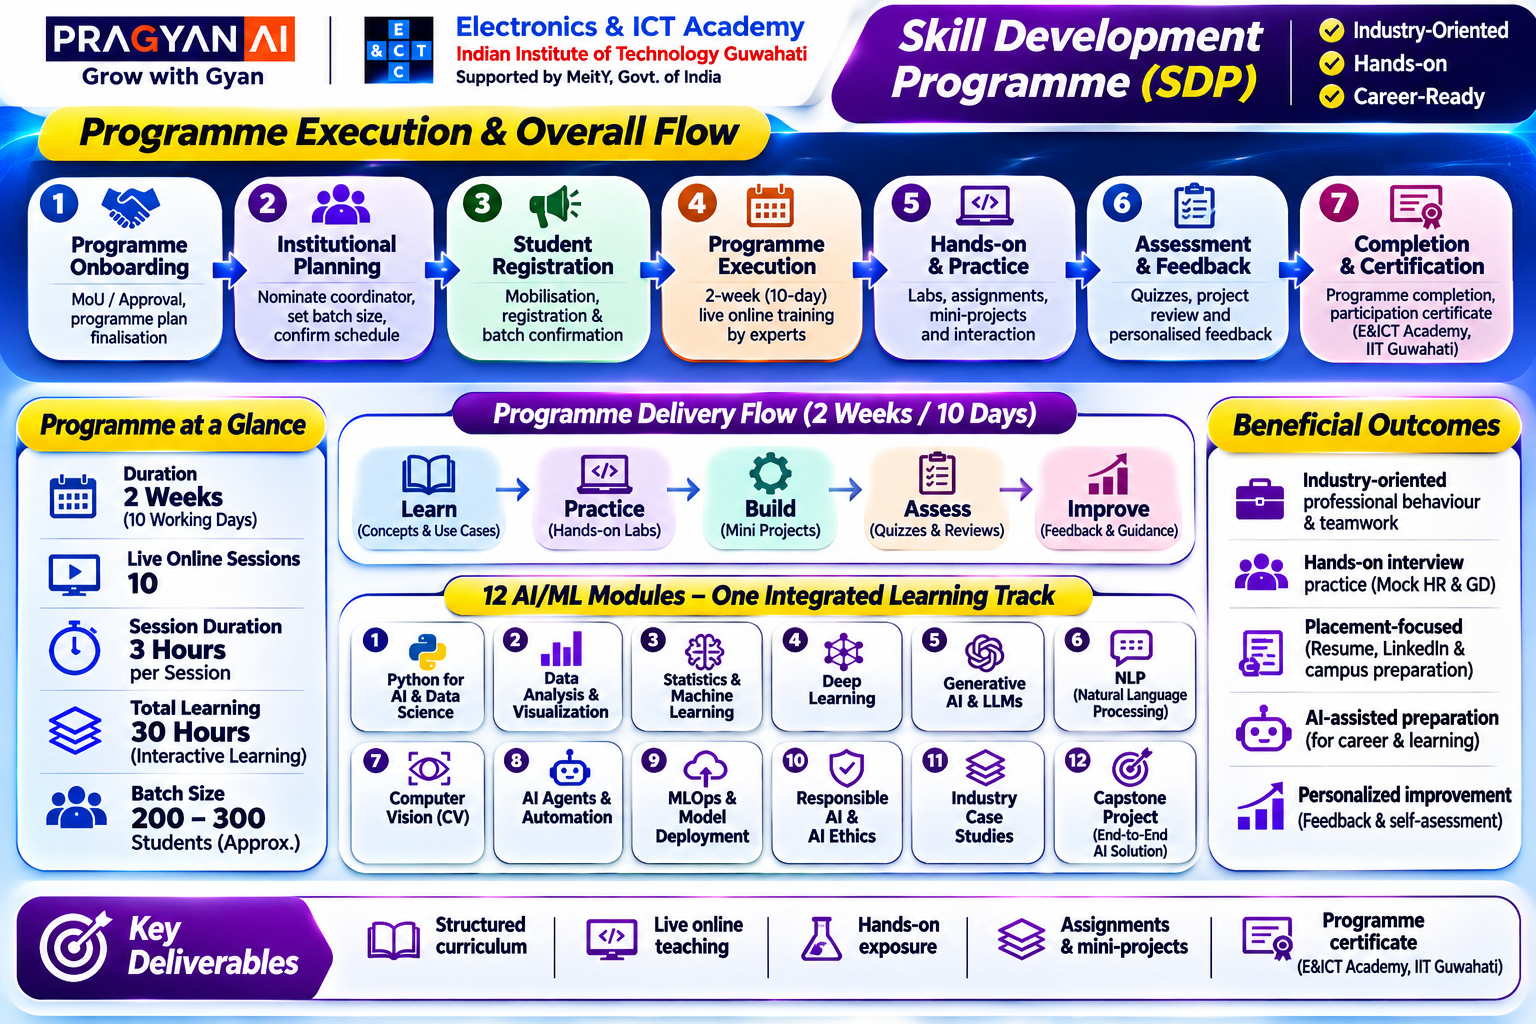 PRAGYAN AI
Grow with Gyan
E
& C T
C
Electronics & ICT Academy
Indian Institute of Technology Guwahati
Supported by MeitY, Govt. of India
Skill Development
Programme (SDP)
Industry-Oriented
Hands-on
Career-Ready
Programme Execution & Overall Flow
1
Programme
Onboarding
MoU / Approval,
programme plan
finalisation
2
Institutional
Planning
Nominate coordinator,
set batch size,
confirm schedule
3
Student
Registration
Mobilisation,
registration &
batch confirmation
4
Programme
Execution
2-week (10-day)
live online training
by experts
5
Hands-on
& Practice
Labs, assignments,
mini-projects
and interaction
6
Assessment
& Feedback
Quizzes, project
review and
personalised feedback
7
Completion
& Certification
Programme completion,
participation certificate
(E&ICT Academy,
IIT Guwahati)
Programme at a Glance
Duration
2 Weeks
(10 Working Days)
Live Online Sessions
10
Session Duration
3 Hours
per Session
Total Learning
30 Hours
(Interactive Learning)
Batch Size
200 – 300
Students (Approx.)
Programme Delivery Flow (2 Weeks / 10 Days)
Learn
(Concepts & Use Cases)
Practice
(Hands-on Labs)
Build
(Mini Projects)
Assess
(Quizzes & Reviews)
Improve
(Feedback & Guidance)
12 AI/ML Modules – One Integrated Learning Track
1
Python for
AI & Data
Science
2
Data
Analysis &
Visualization
3
Statistics &
Machine
Learning
4
Deep
Learning
5
Generative
AI & LLMs
6
NLP
(Natural Language
Processing)
7
Computer
Vision (CV)
8
AI Agents &
Automation
9
MLOps &
Model
Deployment
10
Responsible
AI &
AI Ethics
11
Industry
Case
Studies
12
Capstone
Project
(End-to-End
AI Solution)
Beneficial Outcomes
Industry-oriented
professional behaviour
& teamwork
Hands-on interview
practice (Mock HR & GD)
Placement-focused
(Resume, LinkedIn &
campus preparation)
AI-assisted preparation
(for career & learning)
Personalized improvement
(Feedback & self-asessment)
Key
Deliverables
Structured
curriculum
Live online
teaching
Hands-on
exposure
Assignments
& mini-projects
Programme
certificate
(E&ICT Academy, IIT Guwahati)